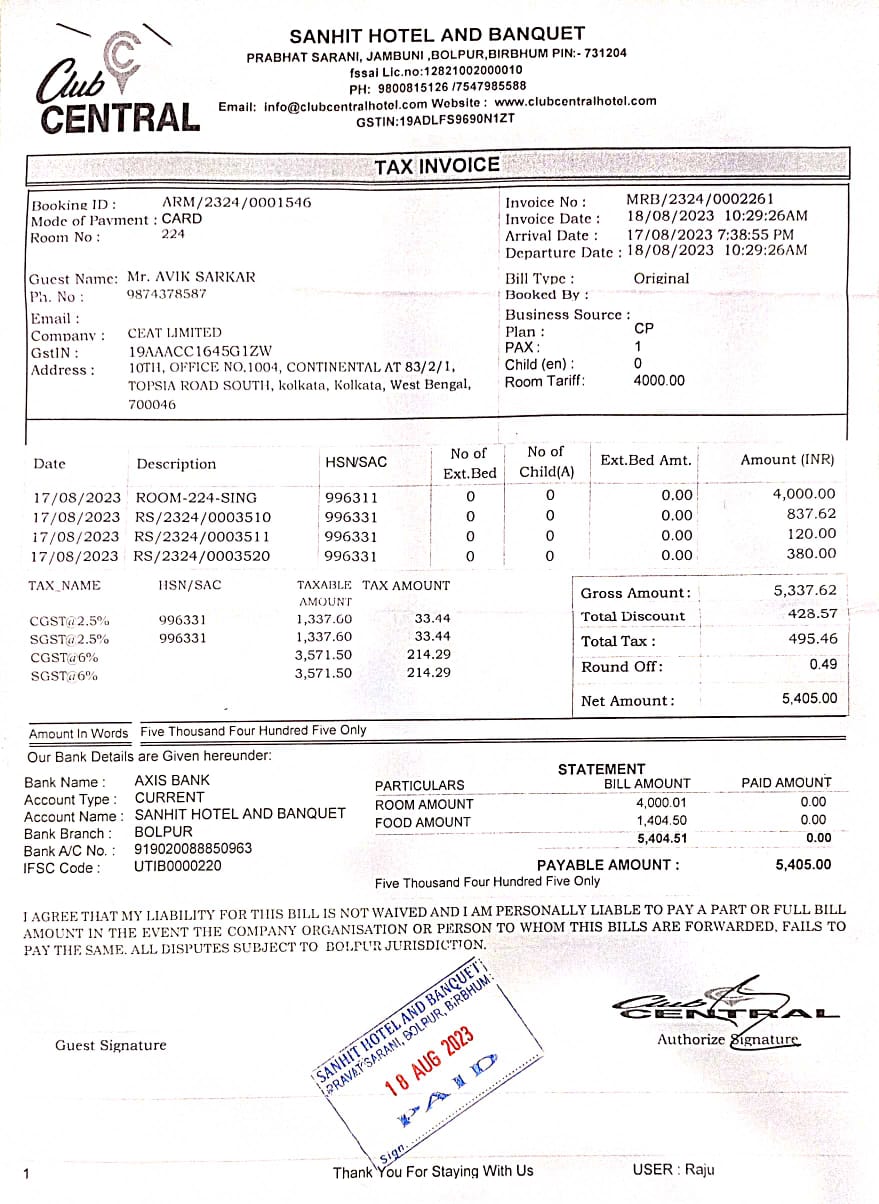 Club
CENTRAL
SANHIT HOTEL AND BANQUET
PRABHAT SARANI, JAMBUNI ,BOLPUR,BIRBHUM PIN:- 731204
fssai Lic.no:12821002000010
PH: 9800815126 /7547985588
Email: info@clubcentralhotel.com Website : www.clubcentralhotel.com
GSTIN:19ADLFS9690N1ZT
TAX INVOICE
Booking ID : ARM/2324/0001546
Mode of Payment : CARD
Room No : 224
Invoice No : MRB/2324/0002261
Invoice Date : 18/08/2023 10:29:26AM
Arrival Date : 17/08/2023 7:38:55 PM
Departure Date : 18/08/2023 10:29:26AM
Guest Name: Mr. AVIK SARKAR
Ph. No : 9874378587
Email :
Company : CEAT LIMITED
GstIN : 19AAACC1645G1ZW
Address : 10TH, OFFICE NO.1004, CONTINENTAL AT 83/2/1,
TOPSIA ROAD SOUTH, kolkata, Kolkata, West Bengal,
700046
Bill Type : Original
Booked By :
Business Source :
Plan : CP
PAX : 1
Child (en) : 0
Room Tariff: 4000.00
Date Description HSN/SAC No of Ext.Bed No of Child(A) Ext.Bed Amt. Amount (INR)
17/08/2023 ROOM-224-SING 996311 0 0 0.00 4,000.00
17/08/2023 RS/2324/0003510 996331 0 0 0.00 837.62
17/08/2023 RS/2324/0003511 996331 0 0 0.00 120.00
17/08/2023 RS/2324/0003520 996331 0 0 0.00 380.00
TAX_NAME HSN/SAC TAXABLE AMOUNT TAX AMOUNT
CGST@2.5% 996331 1,337.60 33.44
SGST@2.5% 996331 1,337.60 33.44
CGST@6% 3,571.50 214.29
SGST@6% 3,571.50 214.29
Gross Amount: 5,337.62
Total Discount 428.57
Total Tax : 495.46
Round Off: 0.49
Net Amount: 5,405.00
Amount In Words Five Thousand Four Hundred Five Only
Our Bank Details are Given hereunder:
Bank Name : AXIS BANK
Account Type : CURRENT
Account Name : SANHIT HOTEL AND BANQUET
Bank Branch : BOLPUR
Bank A/C No. : 919020088850963
IFSC Code : UTIB0000220
STATEMENT
PARTICULARS BILL AMOUNT PAID AMOUNT
ROOM AMOUNT 4,000.01 0.00
FOOD AMOUNT 1,404.50 0.00
5,404.51 0.00
PAYABLE AMOUNT : 5,405.00
Five Thousand Four Hundred Five Only
I AGREE THAT MY LIABILITY FOR THIS BILL IS NOT WAIVED AND I AM PERSONALLY LIABLE TO PAY A PART OR FULL BILL
AMOUNT IN THE EVENT THE COMPANY ORGANISATION OR PERSON TO WHOM THIS BILLS ARE FORWARDED, FAILS TO
PAY THE SAME. ALL DISPUTES SUBJECT TO BOLPUR JURISDICTION.
SANHIT HOTEL AND BANQUET
PRAVAT SARANI, BOLPUR, BIRBHUM
18 AUG 2023
PAID
Sign.
Club
CENTRAL
Guest Signature
Authorize Signature
1
Thank You For Staying With Us
USER : Raju